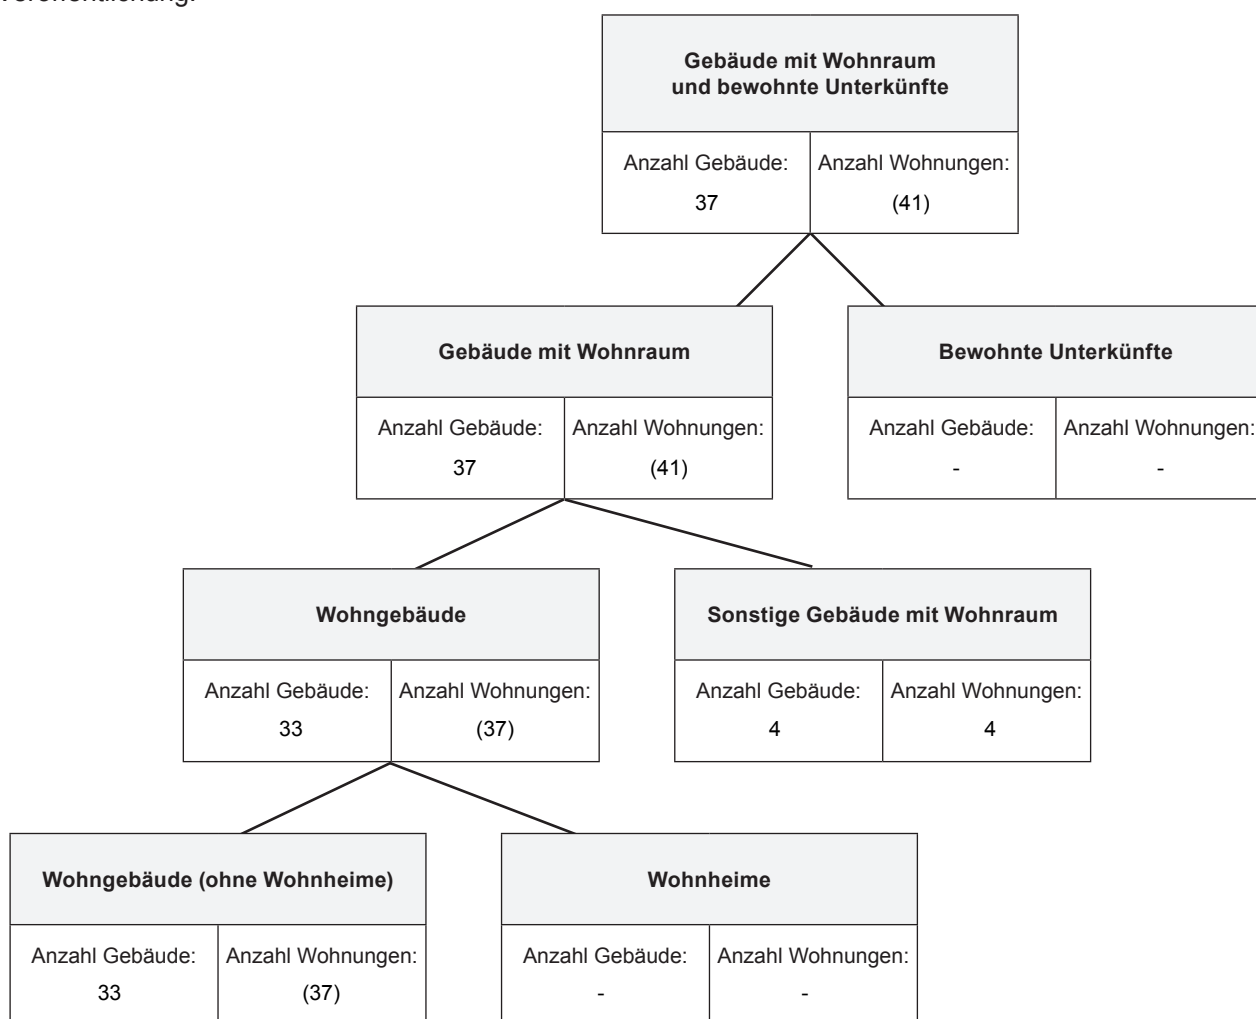 Veröffentlichung.
Gebäude mit Wohnraum
und bewohnte Unterkünfte
Anzahl Gebäude: Anzahl Wohnungen:
37 (41)
Gebäude mit Wohnraum
Anzahl Gebäude: Anzahl Wohnungen:
37 (41)
Bewohnte Unterkünfte
Anzahl Gebäude: Anzahl Wohnungen:
- -
Wohngebäude
Anzahl Gebäude: Anzahl Wohnungen:
33 (37)
Sonstige Gebäude mit Wohnraum
Anzahl Gebäude: Anzahl Wohnungen:
4 4
Wohngebäude (ohne Wohnheime)
Anzahl Gebäude: Anzahl Wohnungen:
33 (37)
Wohnheime
Anzahl Gebäude: Anzahl Wohnungen:
- -